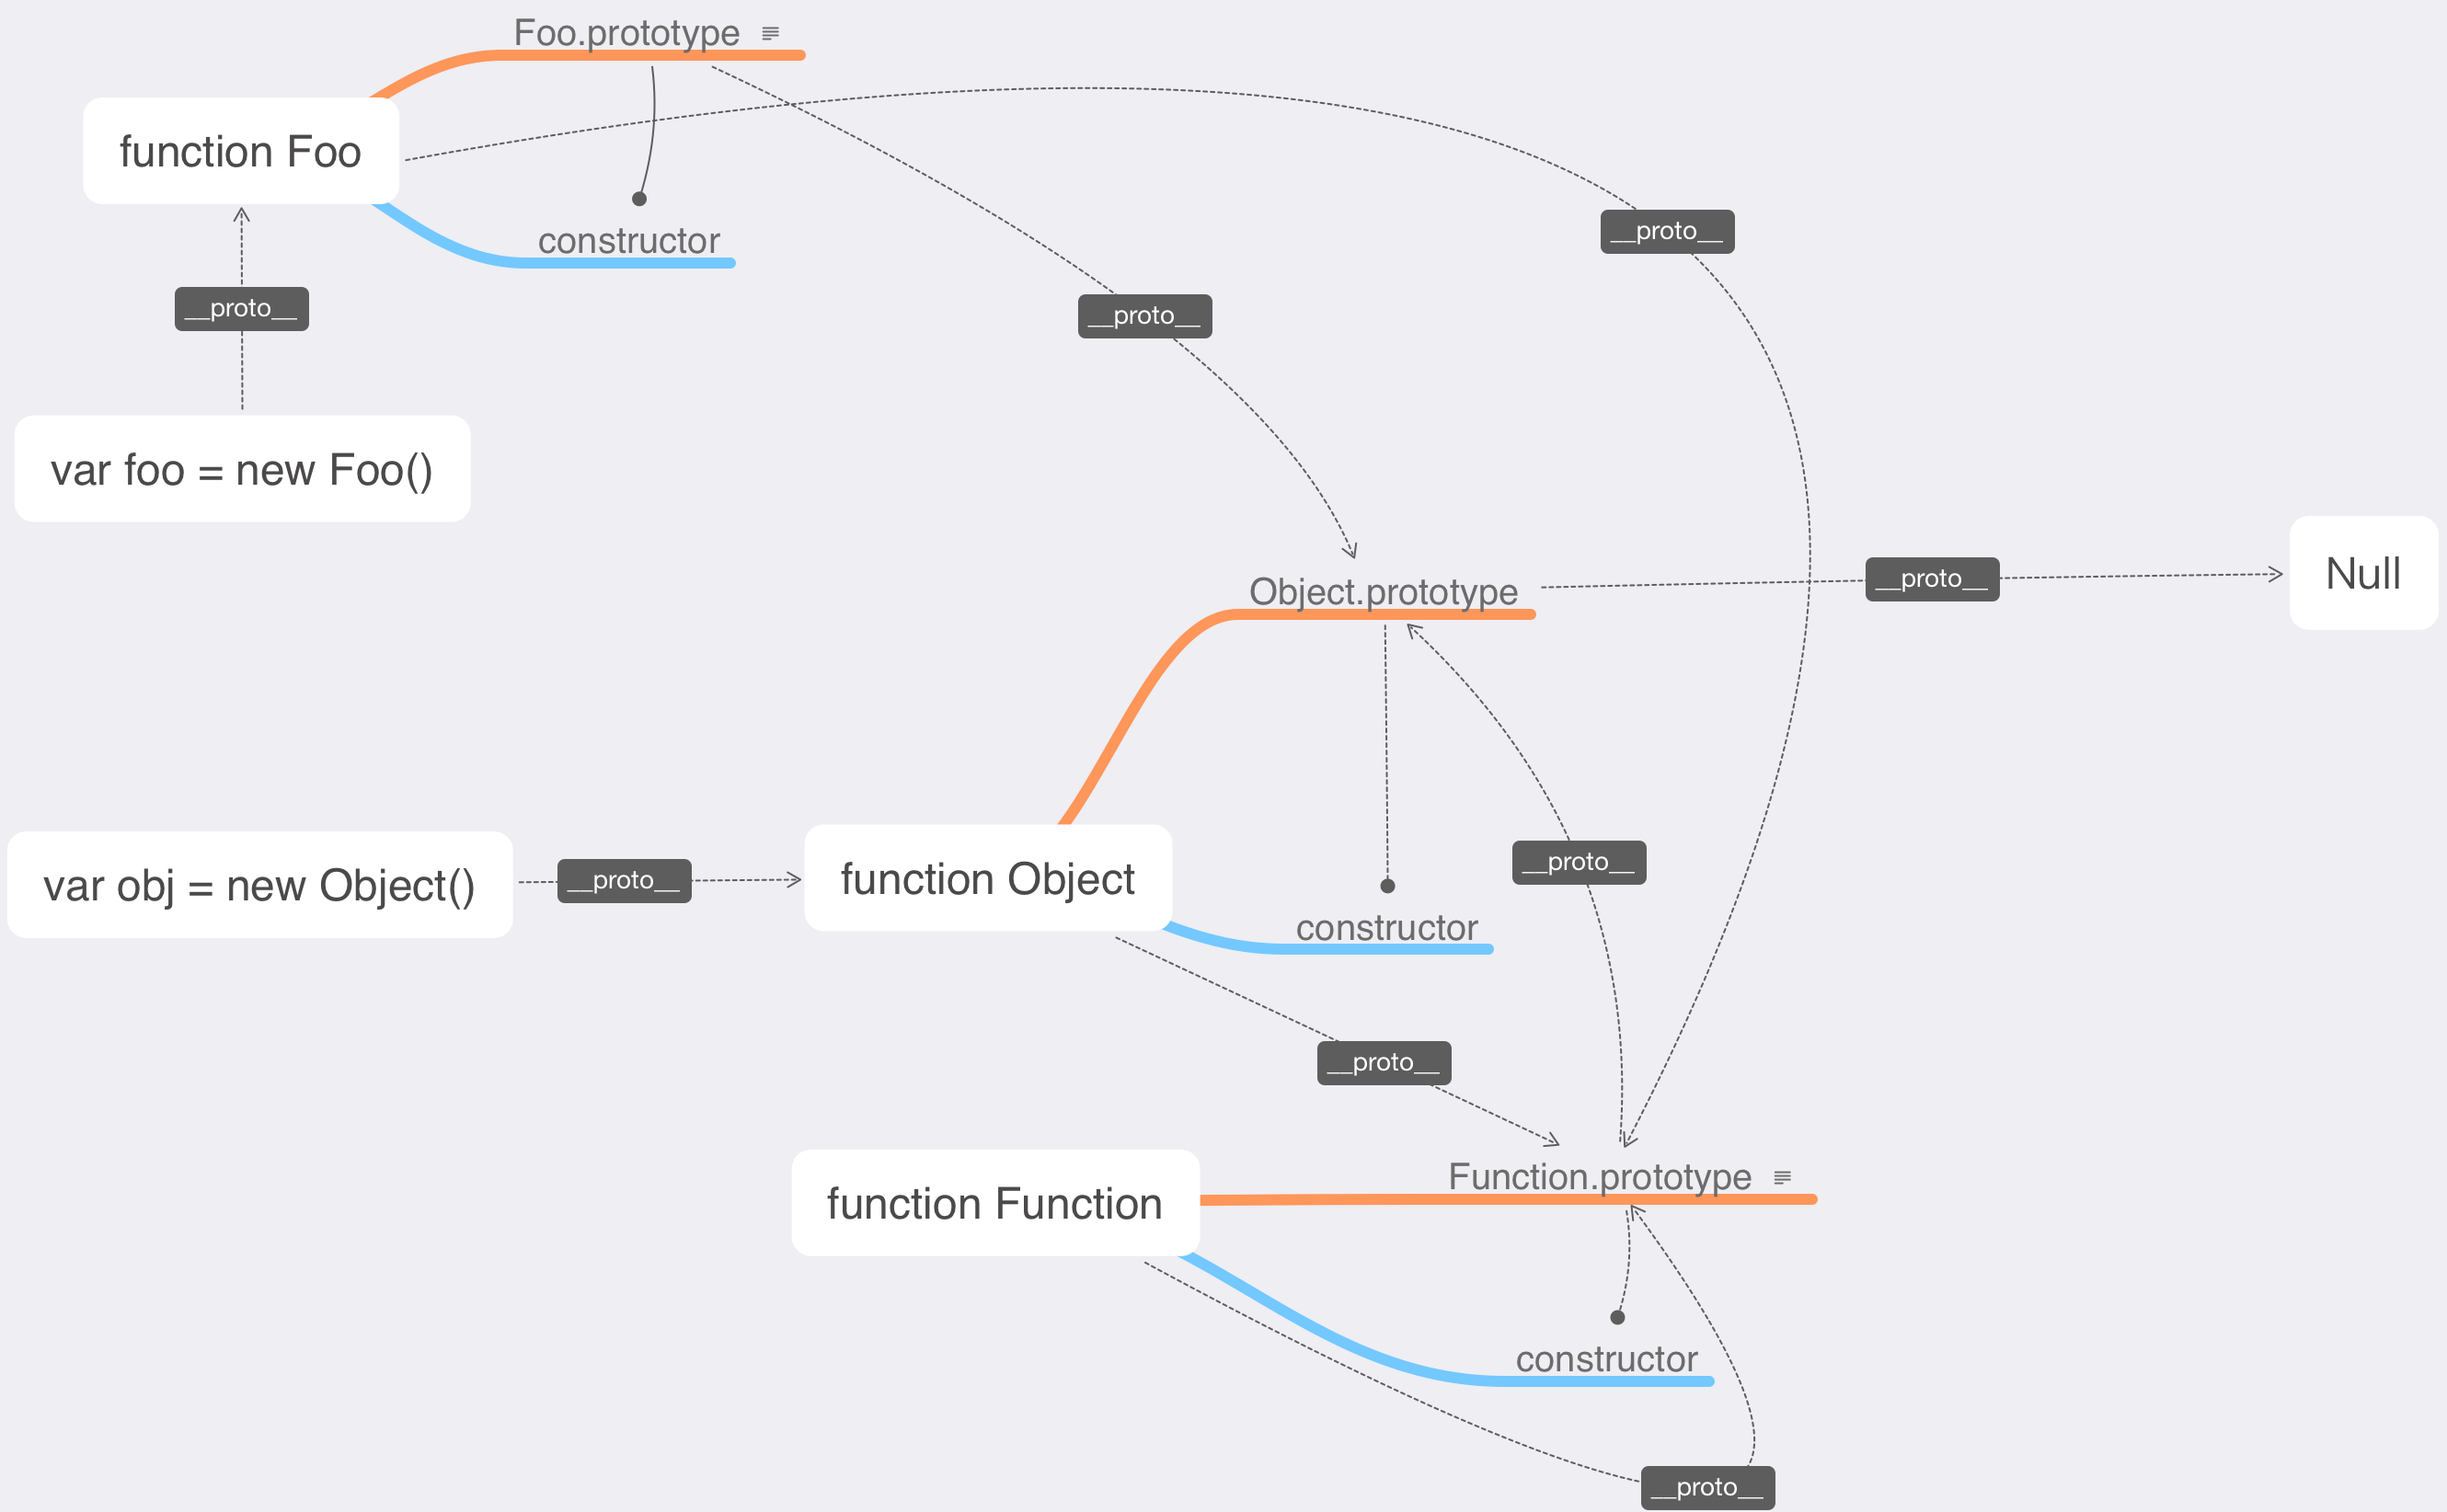 Foo.prototype
function Foo
constructor
__proto__
__proto__
__proto__
var foo = new Foo()
Object.prototype
__proto__
Null
var obj = new Object()
__proto__
function Object
__proto__
constructor
__proto__
function Function
Function.prototype
constructor
__proto__